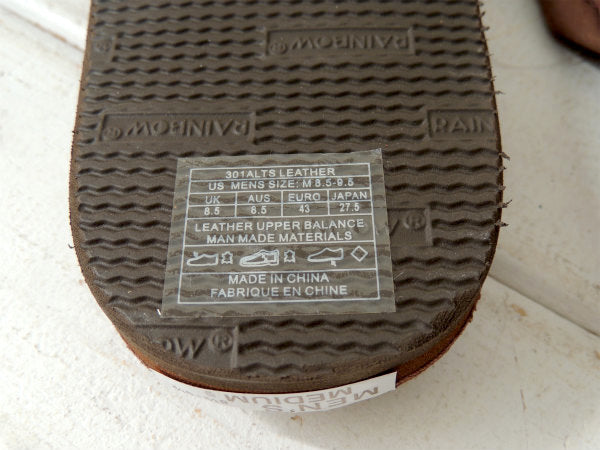 RAINBOW®
RAINBOW®
RAIN
301ALTS LEATHER
US MENS SIZE: M 8.5-9.5
UK AUS EURO JAPAN
8.5 8.5 43 27.5
LEATHER UPPER BALANCE
MAN MADE MATERIALS
MADE IN CHINA
FABRIQUE EN CHINE
OW®
MEN'S
MEDIUM